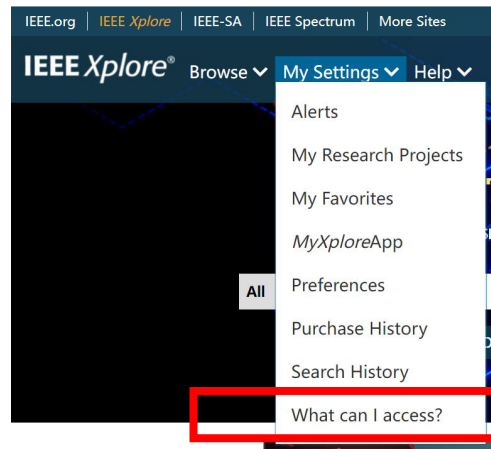 IEEE.org | IEEE Xplore | IEEE-SA | IEEE Spectrum | More Sites
IEEE Xplore® Browse My Settings Help
Alerts
My Research Projects
My Favorites
MyXploreApp
All Preferences
Purchase History
Search History
What can I access?